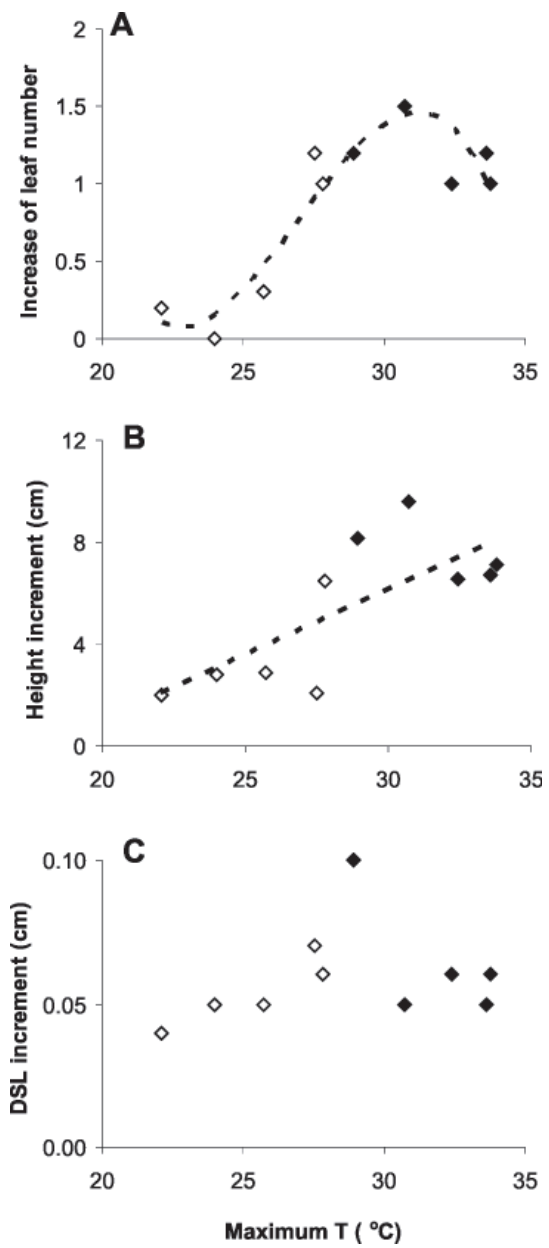 A
2
1.5
1
0.5
0
Increase of leaf number
20 25 30 35
B
12
8
4
0
Height increment (cm)
20 25 30 35
C
0.10
0.05
0.00
DSL increment (cm)
20 25 30 35
Maximum T ( °C)